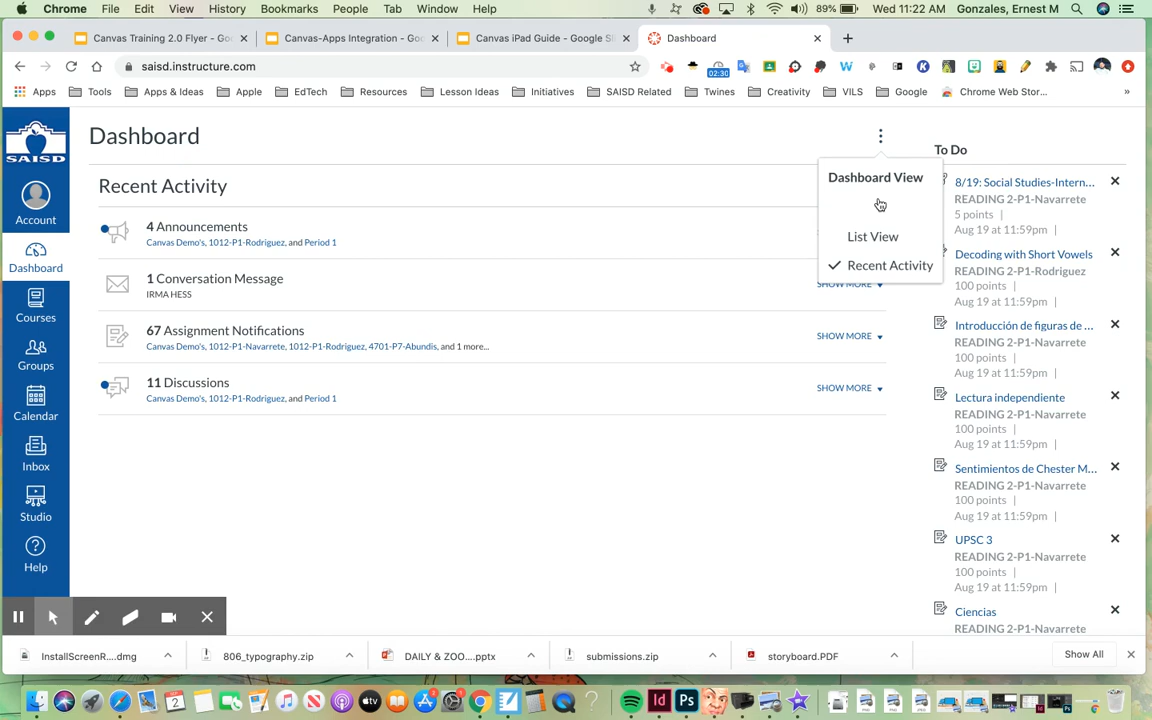 Chrome File Edit View History Bookmarks People Tab Window Help 89% Wed 11:22 AM Gonzales, Ernest M
Canvas Training 2.0 Flyer - Goo
Canvas-Apps Integration - Goo
Canvas iPad Guide - Google Sl
Dashboard
saisd.instructure.com
02:30
Apps Tools Apps & Ideas Apple EdTech Resources Lesson Ideas Initiatives SAISD Related Twines Creativity VILS Google Chrome Web Stor... »
SAISD
Account
Dashboard
Courses
Groups
Calendar
Inbox
Studio
Help
Dashboard
Recent Activity
4 Announcements
Canvas Demo's, 1012-P1-Rodriguez, and Period 1
1 Conversation Message
IRMA HESS
SHOW MORE
67 Assignment Notifications
Canvas Demo's, 1012-P1-Navarrete, 1012-P1-Rodriguez, 4701-P7-Abundis, and 1 more...
SHOW MORE
11 Discussions
Canvas Demo's, 1012-P1-Rodriguez, and Period 1
SHOW MORE
Dashboard View
List View
Recent Activity
To Do
8/19: Social Studies-Intern...
READING 2-P1-Navarrete
5 points |
Aug 19 at 11:59pm |
Decoding with Short Vowels
READING 2-P1-Rodriguez
100 points |
Aug 19 at 11:59pm |
Introducción de figuras de ...
READING 2-P1-Navarrete
100 points |
Aug 19 at 11:59pm |
Lectura independiente
READING 2-P1-Navarrete
100 points |
Aug 19 at 11:59pm |
Sentimientos de Chester M...
READING 2-P1-Navarrete
100 points |
Aug 19 at 11:59pm |
UPSC 3
READING 2-P1-Navarrete
100 points |
Aug 19 at 11:59pm |
Ciencias
READING 2-P1-Navarrete
InstallScreenR....dmg
806_typography.zip
DAILY & ZOO....pptx
submissions.zip
storyboard.PDF
Show All